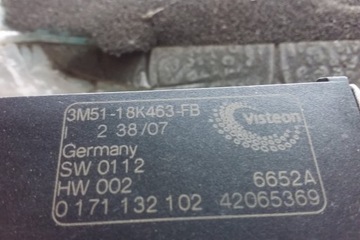 3M51-18K463-FB
Visteon
I 2 38/07
Germany
SW 0112
HW 002 6652A
0 171 132 102 42065369